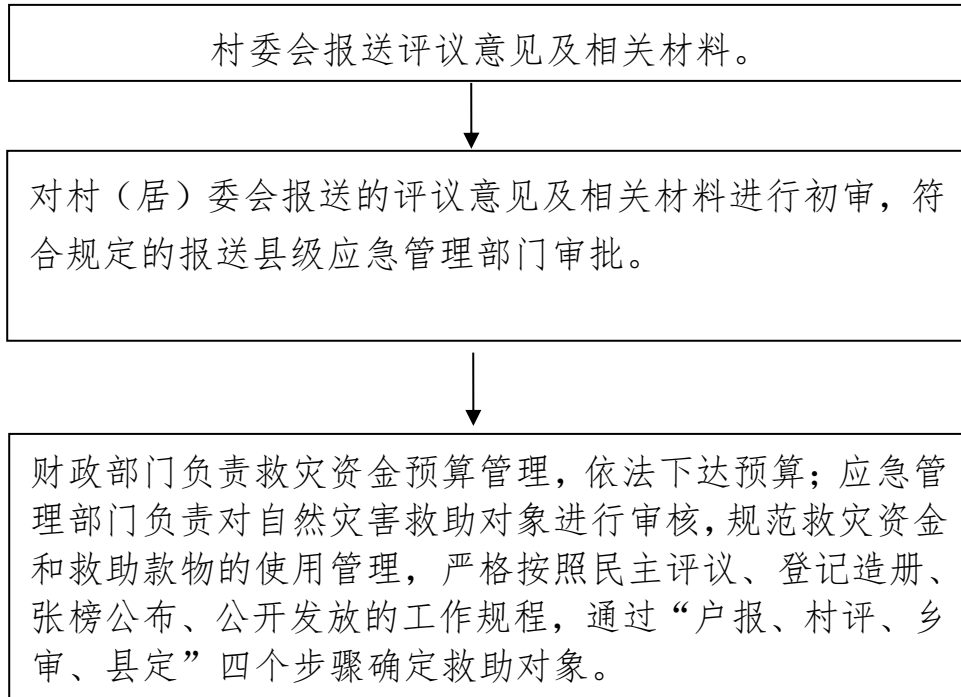 村委会报送评议意见及相关材料。
对村（居）委会报送的评议意见及相关材料进行初审，符
合规定的报送县级应急管理部门审批。
财政部门负责救灾资金预算管理，依法下达预算；应急管
理部门负责对自然灾害救助对象进行审核，规范救灾资金
和救助款物的使用管理，严格按照民主评议、登记造册、
张榜公布、公开发放的工作规程，通过“户报、村评、乡
审、县定”四个步骤确定救助对象。